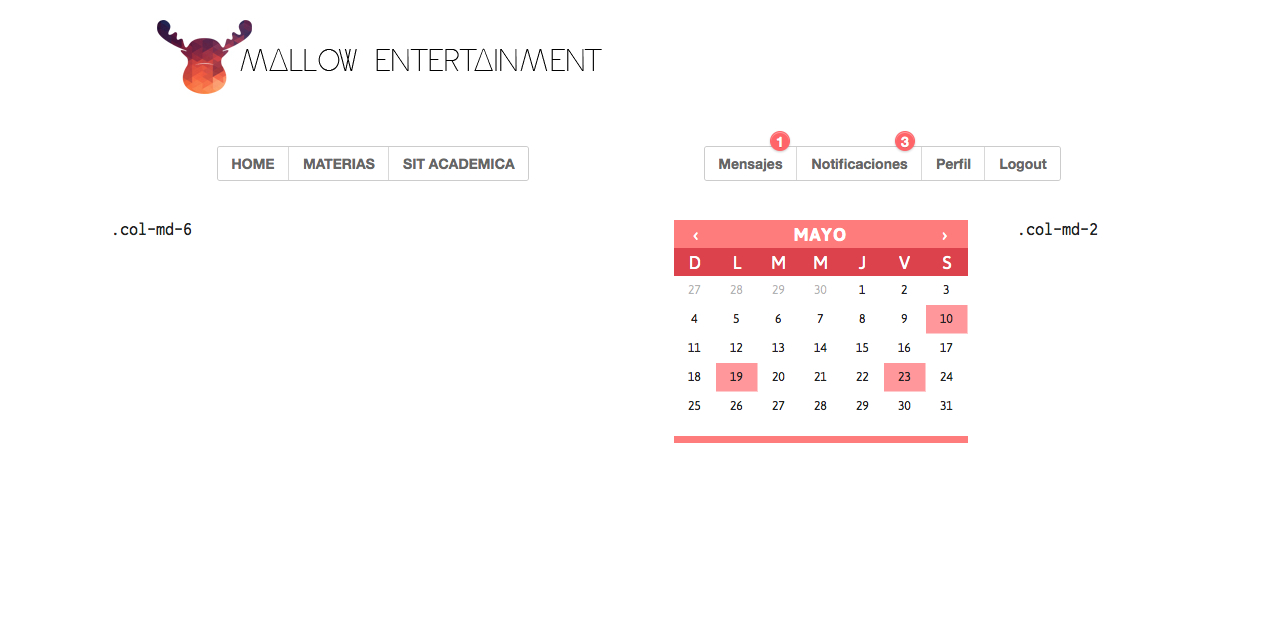 MALLOW ENTERTAINMENT
HOME MATERIAS SIT ACADEMICA
1 3
Mensajes Notificaciones Perfil Logout
.col-md-6
‹ MAYO ›
D L M M J V S
27 28 29 30 1 2 3
4 5 6 7 8 9 10
11 12 13 14 15 16 17
18 19 20 21 22 23 24
25 26 27 28 29 30 31
.col-md-2